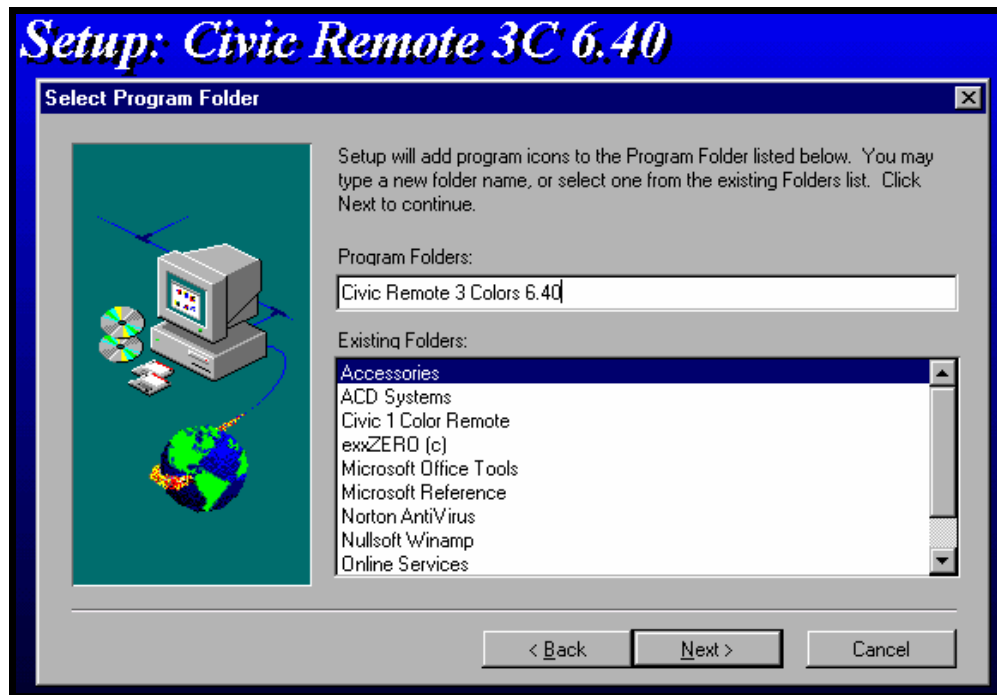 Setup: Civic Remote 3C 6.40
Select Program Folder
Setup will add program icons to the Program Folder listed below. You may
type a new folder name, or select one from the existing Folders list. Click
Next to continue.
Program Folders:
Civic Remote 3 Colors 6.40
Existing Folders:
Accessories
ACD Systems
Civic 1 Color Remote
exxZERO (c)
Microsoft Office Tools
Microsoft Reference
Norton AntiVirus
Nullsoft Winamp
Online Services
< Back
Next >
Cancel